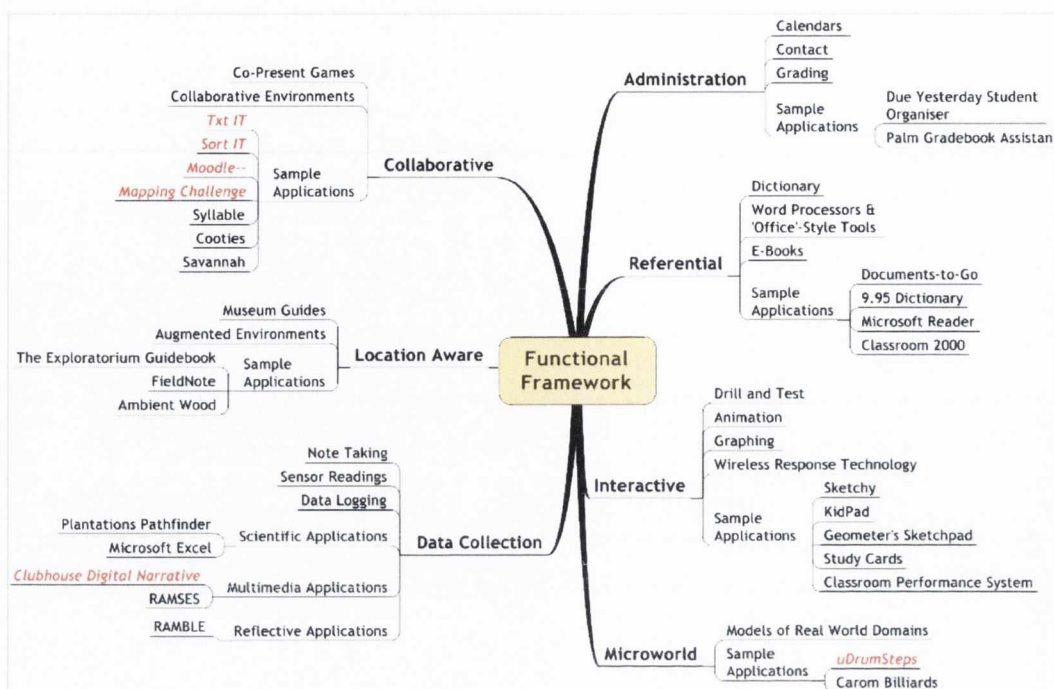 Functional
Framework
Collaborative
Co-Present Games
Collaborative Environments
Sample
Applications
Txt IT
Sort IT
Moodle--
Mapping Challenge
Syllable
Cooties
Savannah
Location Aware
Museum Guides
Augmented Environments
Sample
Applications
The Exploratorium Guidebook
FieldNote
Ambient Wood
Data Collection
Note Taking
Sensor Readings
Data Logging
Scientific Applications
Plantations Pathfinder
Microsoft Excel
Multimedia Applications
Clubhouse Digital Narrative
RAMSES
Reflective Applications
RAMBLE
Administration
Calendars
Contact
Grading
Sample
Applications
Due Yesterday Student
Organiser
Palm Gradebook Assistan
Referential
Dictionary
Word Processors &
'Office'-Style Tools
E-Books
Sample
Applications
Documents-to-Go
9.95 Dictionary
Microsoft Reader
Classroom 2000
Interactive
Drill and Test
Animation
Graphing
Wireless Response Technology
Sample
Applications
Sketchy
KidPad
Geometer's Sketchpad
Study Cards
Classroom Performance System
Microworld
Models of Real World Domains
Sample
Applications
uDrumSteps
Carom Billiards